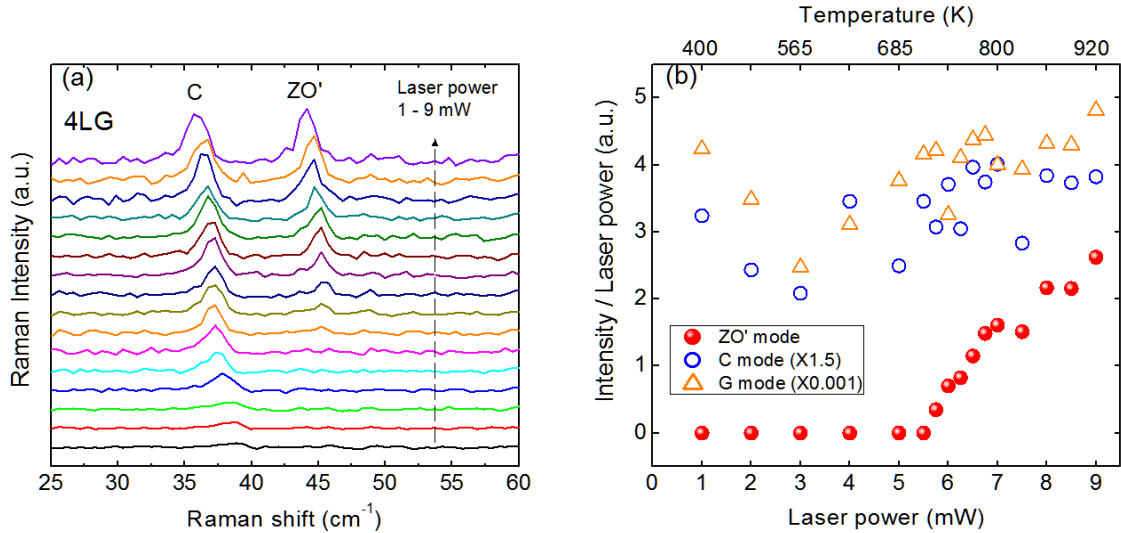 (a)
C
ZO'
Laser power
1 - 9 mW
4LG
Raman Intensity (a.u.)
25 30 35 40 45 50 55 60
Raman shift (cm⁻¹)
Temperature (K)
400 565 685 800 920
(b)
Intensity / Laser power (a.u.)
5
4
3
2
1
0
ZO' mode
C mode (X1.5)
G mode (X0.001)
0 1 2 3 4 5 6 7 8 9
Laser power (mW)